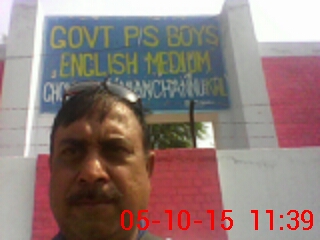 GOVT P/S BOYS
ENGLISH MEDIUM
05-10-15 11:39